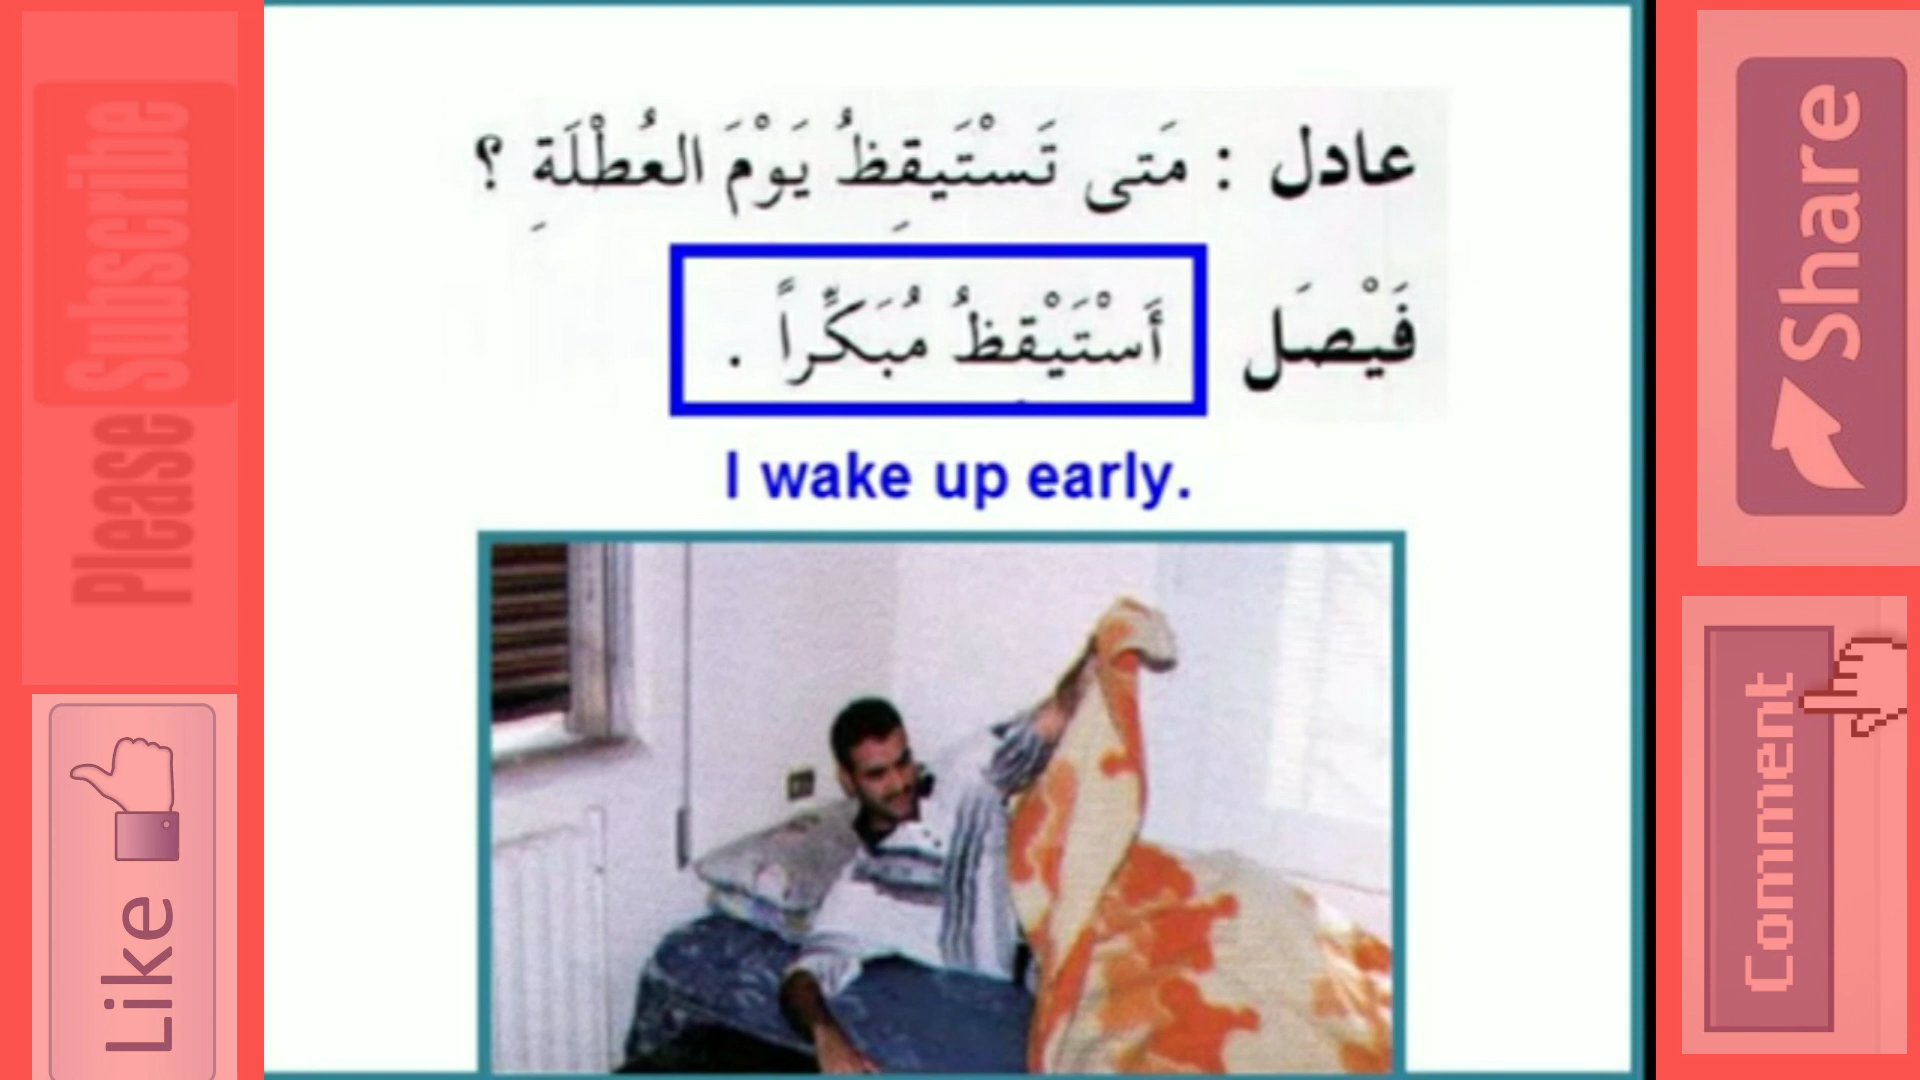 Please Subscribe
Like
عادل : مَتى تَسْتَيقِظُ يَوْمَ العُطْلَةِ ؟
فَيْصَل أَسْتَيْقِظُ مُبَكِّراً .
I wake up early.
Share
Comment